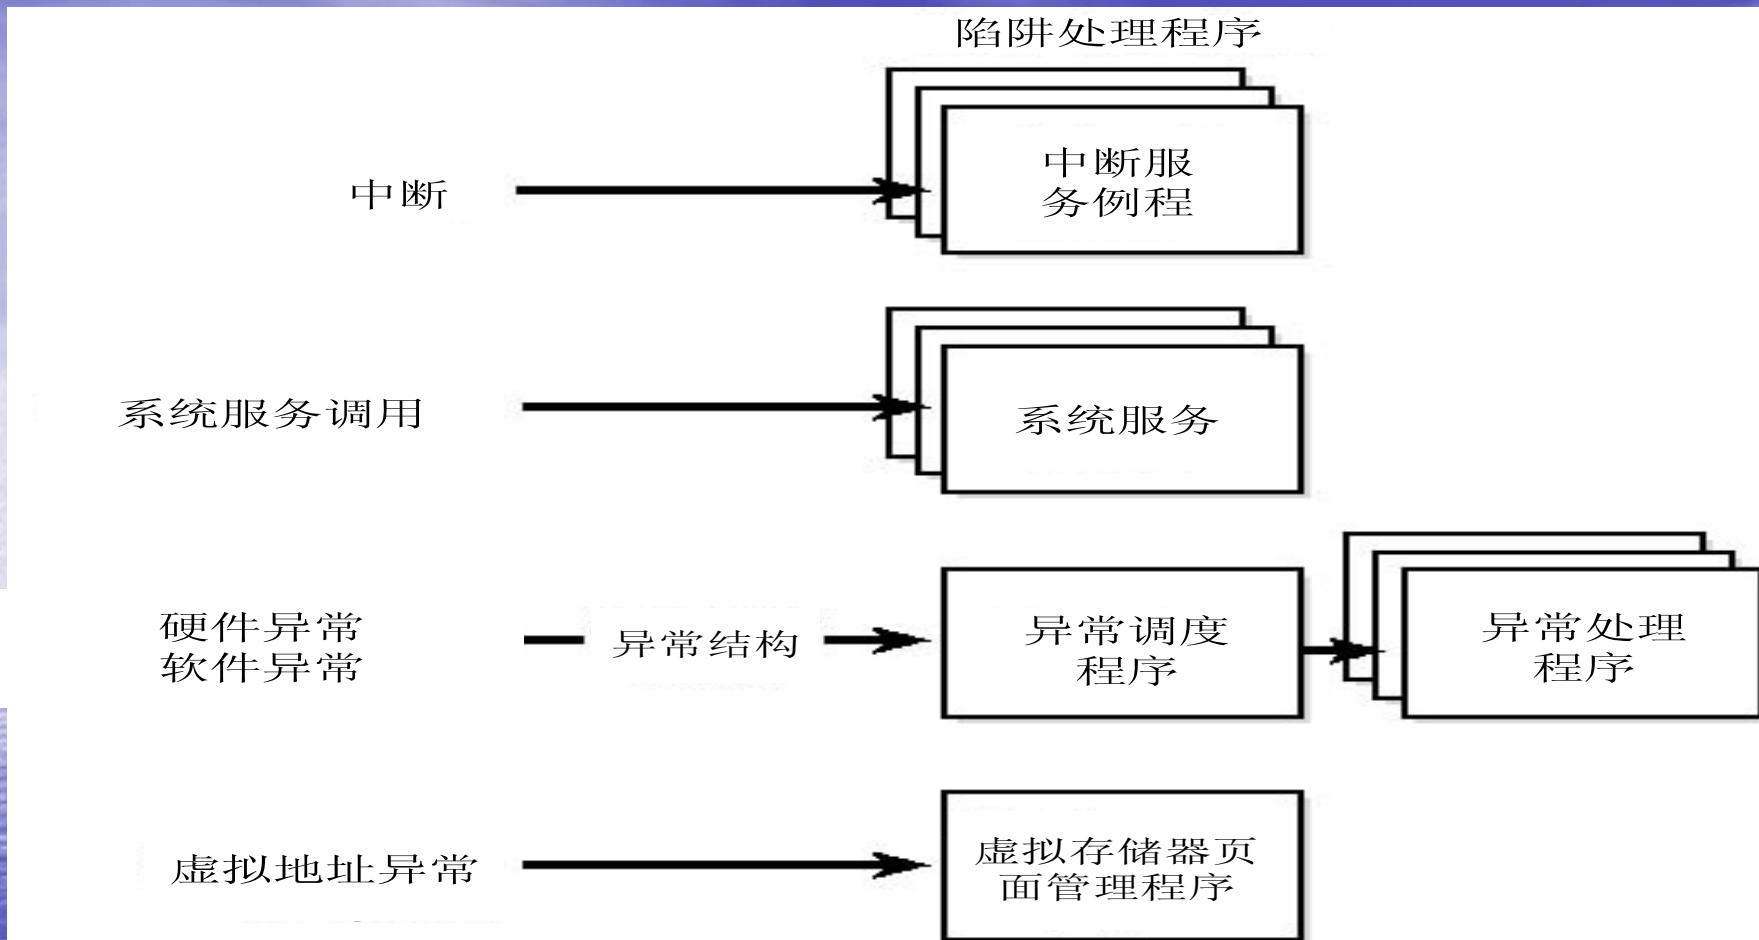 陷阱处理程序
中断
中断服
务例程
系统服务调用
系统服务
硬件异常
软件异常
异常结构
异常调度
程序
异常处理
程序
虚拟地址异常
虚拟存储器页
面管理程序